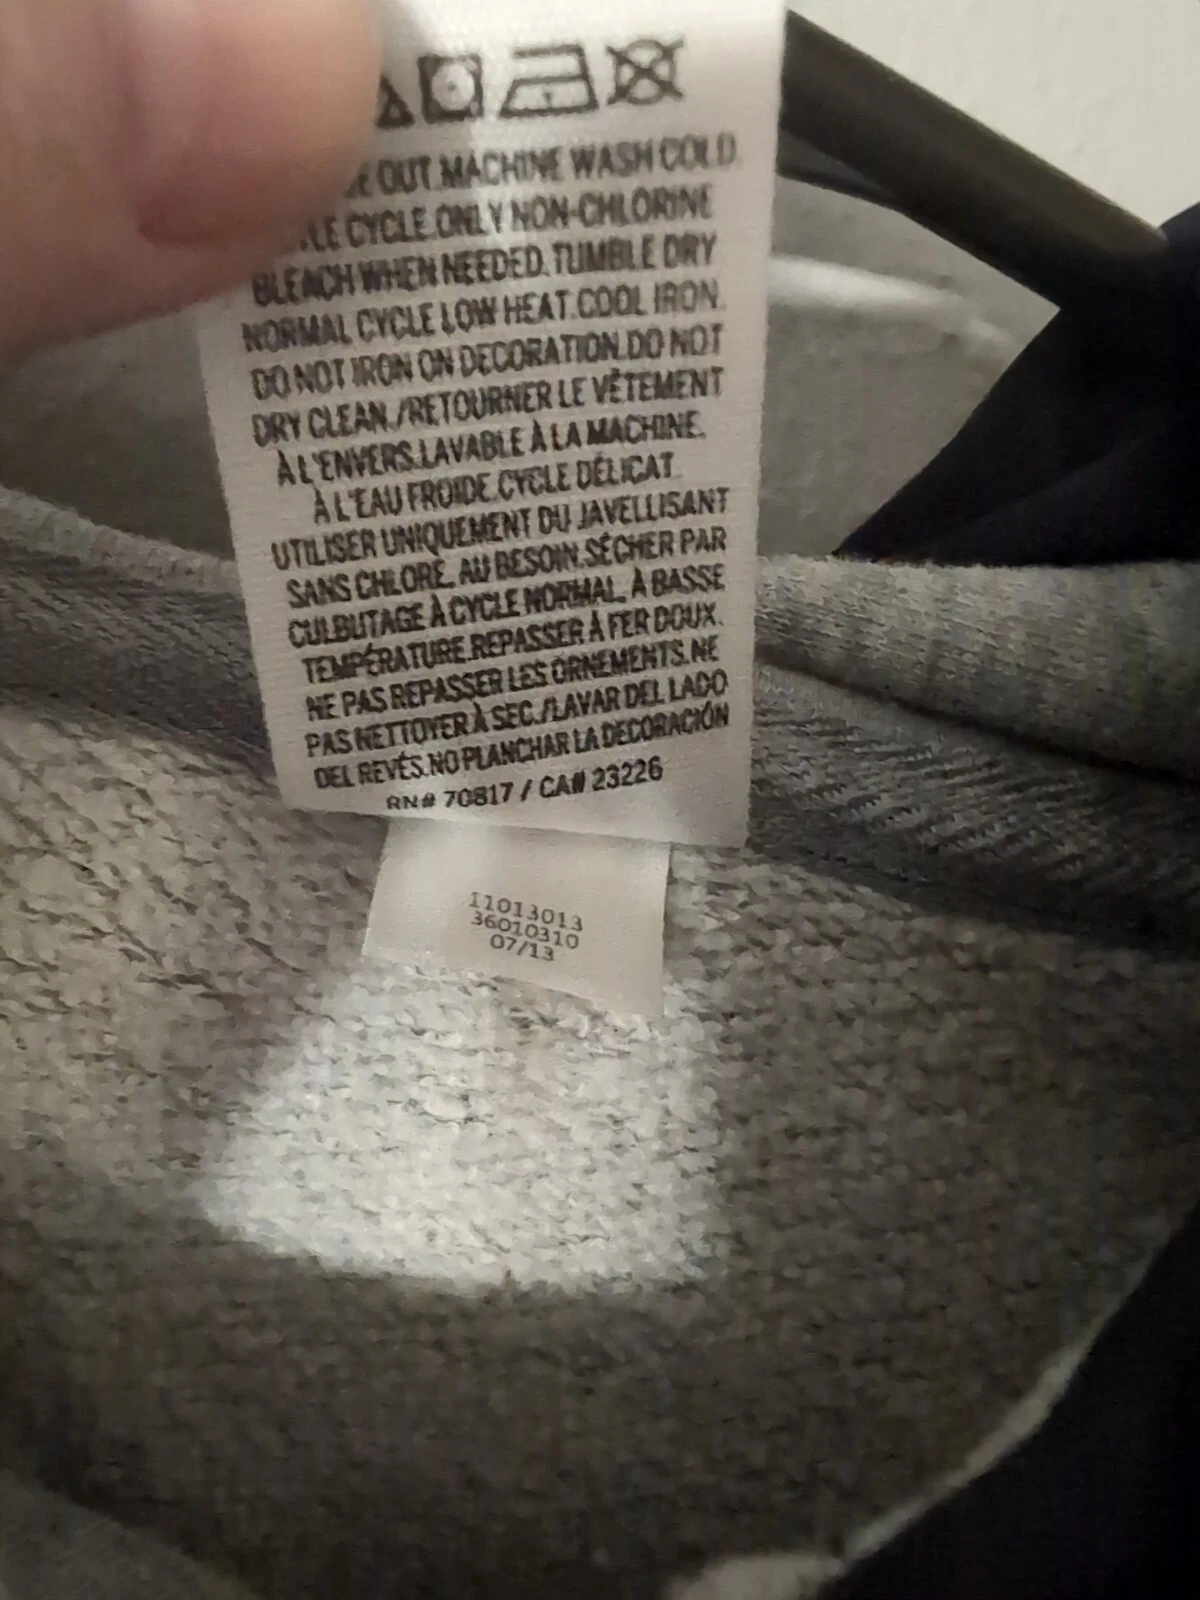 OUT.MACHINE WASH COLD.
CYCLE.ONLY NON-CHLORINE
BLEACH WHEN NEEDED.TUMBLE DRY
NORMAL CYCLE LOW HEAT.COOL IRON.
DO NOT IRON ON DECORATION.DO NOT
DRY CLEAN./RETOURNER LE VÊTEMENT
À L'ENVERS.LAVABLE À LA MACHINE.
À L'EAU FROIDE.CYCLE DÉLICAT.
UTILISER UNIQUEMENT DU JAVELLISANT
SANS CHLORE, AU BESOIN.SÉCHER PAR
CULBUTAGE À CYCLE NORMAL, À BASSE
TEMPÉRATURE.REPASSER À FER DOUX.
NE PAS REPASSER LES ORNEMENTS.NE
PAS NETTOYER À SEC./LAVAR DEL LADO
DEL REVÉS.NO PLANCHAR LA DECORACIÓN
RN# 70817 / CA# 23226
11013013
36010310
07/13